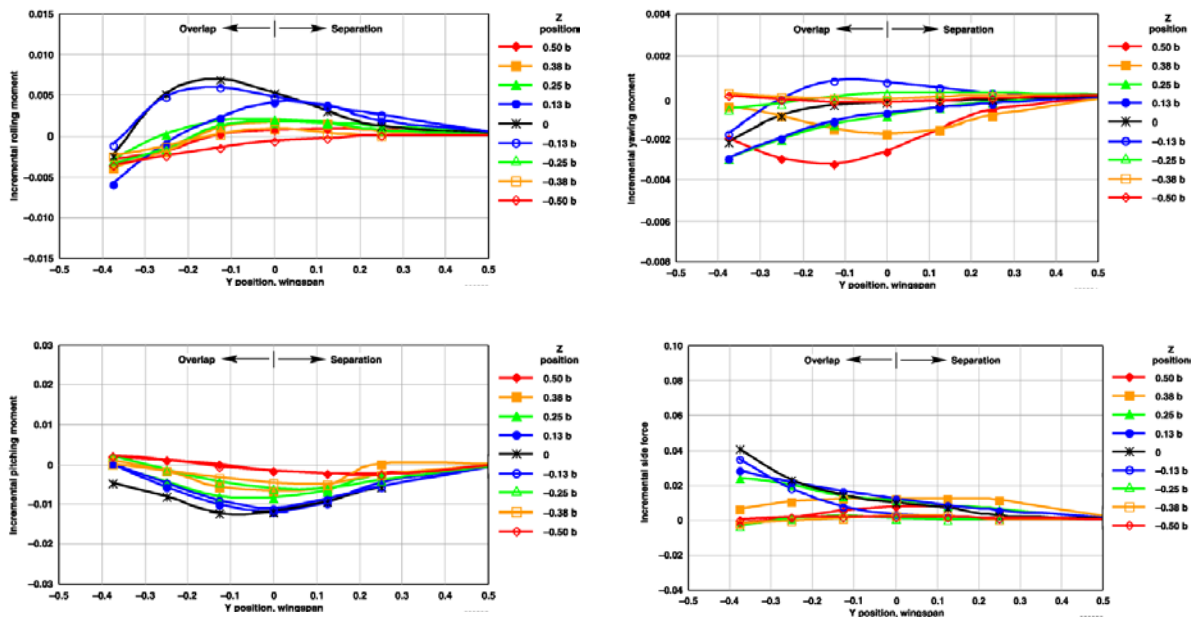 0.015
0.010
0.005
0
−0.005
−0.010
−0.015
Incremental rolling moment
Overlap
Separation
−0.5 −0.4 −0.3 −0.2 −0.1 0 0.1 0.2 0.3 0.4 0.5
Y position, wingspan
Z
position
0.50 b
0.38 b
0.25 b
0.13 b
0
−0.13 b
−0.25 b
−0.38 b
−0.50 b
0.004
0.002
0
−0.002
−0.004
−0.006
−0.008
Incremental yawing moment
Overlap
Separation
−0.5 −0.4 −0.3 −0.2 −0.1 0 0.1 0.2 0.3 0.4 0.5
Y position, wingspan
Z
position
0.50 b
0.38 b
0.25 b
0.13 b
0
−0.13 b
−0.25 b
−0.38 b
−0.50 b
0.03
0.02
0.01
0
−0.01
−0.02
−0.03
Incremental pitching moment
Overlap
Separation
−0.5 −0.4 −0.3 −0.2 −0.1 0 0.1 0.2 0.3 0.4 0.5
Y position, wingspan
Z
position
0.50 b
0.38 b
0.25 b
0.13 b
0
−0.13 b
−0.25 b
−0.38 b
−0.50 b
0.10
0.08
0.06
0.04
0.02
0
−0.02
−0.04
Incremental side force
Overlap
Separation
−0.5 −0.4 −0.3 −0.2 −0.1 0 0.1 0.2 0.3 0.4 0.5
Y position, wingspan
Z
position
0.50 b
0.38 b
0.25 b
0.13 b
0
−0.13 b
−0.25 b
−0.38 b
−0.50 b